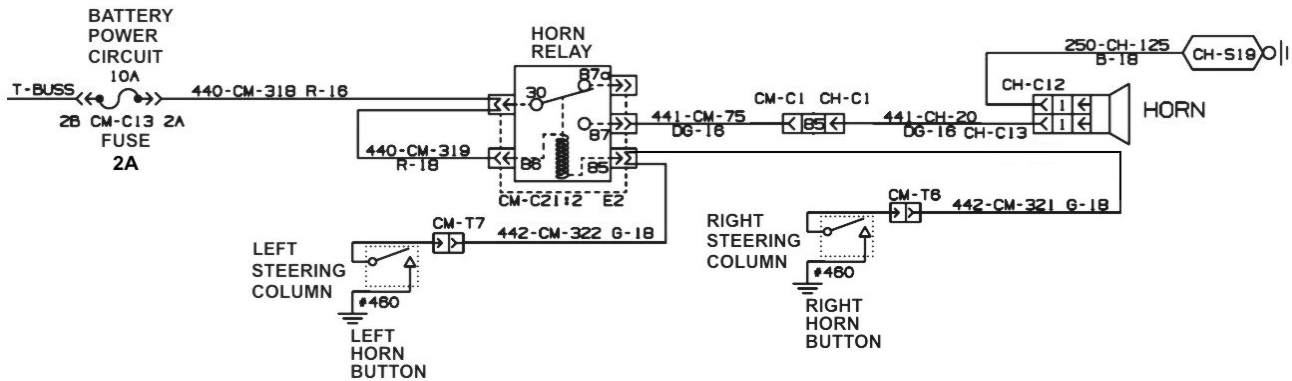 BATTERY
POWER
CIRCUIT
10A
T-BUSS
2B CM-C13 2A
FUSE
2A
440-CM-318 R-16
HORN
RELAY
30
87a
87
86
85
440-CM-319
R-18
CM-C21:2 E2
441-CM-75
DG-16
CM-C1 CH-C1
85
441-CH-20
DG-16 CH-C13
250-CH-125
B-18
CH-S19
CH-C12
1
1
HORN
CM-T7
442-CM-322 G-18
LEFT
STEERING
COLUMN
#460
LEFT
HORN
BUTTON
CM-T6
442-CM-321 G-18
RIGHT
STEERING
COLUMN
#460
RIGHT
HORN
BUTTON